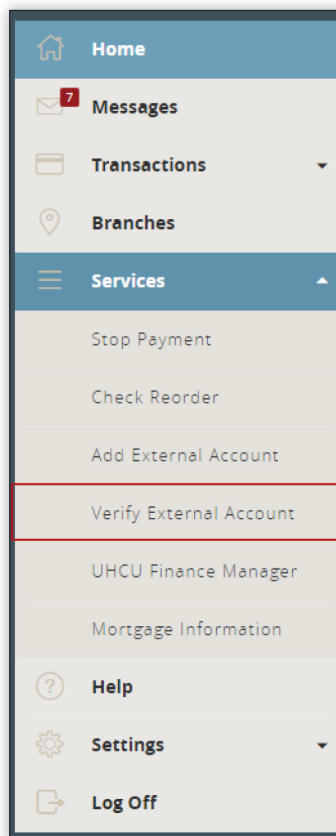 Home
7
Messages
Transactions
Branches
Services
Stop Payment
Check Reorder
Add External Account
Verify External Account
UHCU Finance Manager
Mortgage Information
? Help
Settings
Log Off